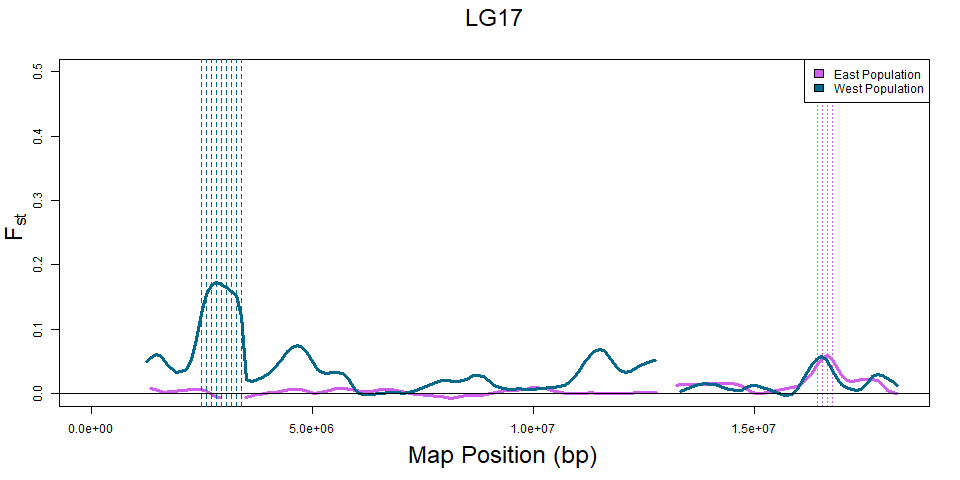 LG17
East Population
West Population
0.5
0.4
0.3
0.2
0.1
0.0
Fst
0.0e+00 5.0e+06 1.0e+07 1.5e+07
Map Position (bp)